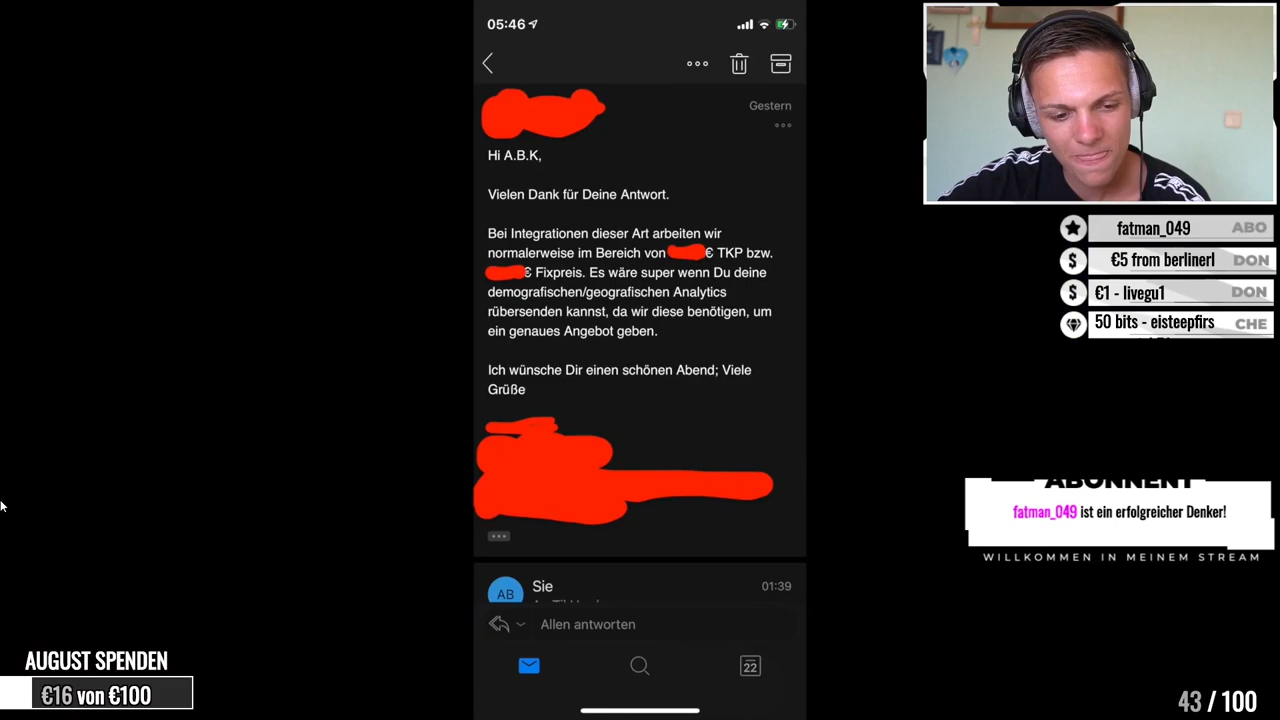 05:46
Gestern
Hi A.B.K,
Vielen Dank für Deine Antwort.
Bei Integrationen dieser Art arbeiten wir
normalerweise im Bereich von € TKP bzw.
€ Fixpreis. Es wäre super wenn Du deine
demografischen/geografischen Analytics
rübersenden kannst, da wir diese benötigen, um
ein genaues Angebot geben.
Ich wünsche Dir einen schönen Abend; Viele
Grüße
AB
Sie
01:39
Allen antworten
22
fatman_049 ABO
€5 from berlinerl DON
€1 - livegu1 DON
50 bits - eisteepfirs CHE
ABONNENT
fatman_049 ist ein erfolgreicher Denker!
WILLKOMMEN IN MEINEM STREAM
AUGUST SPENDEN
€16 von €100
43 / 100